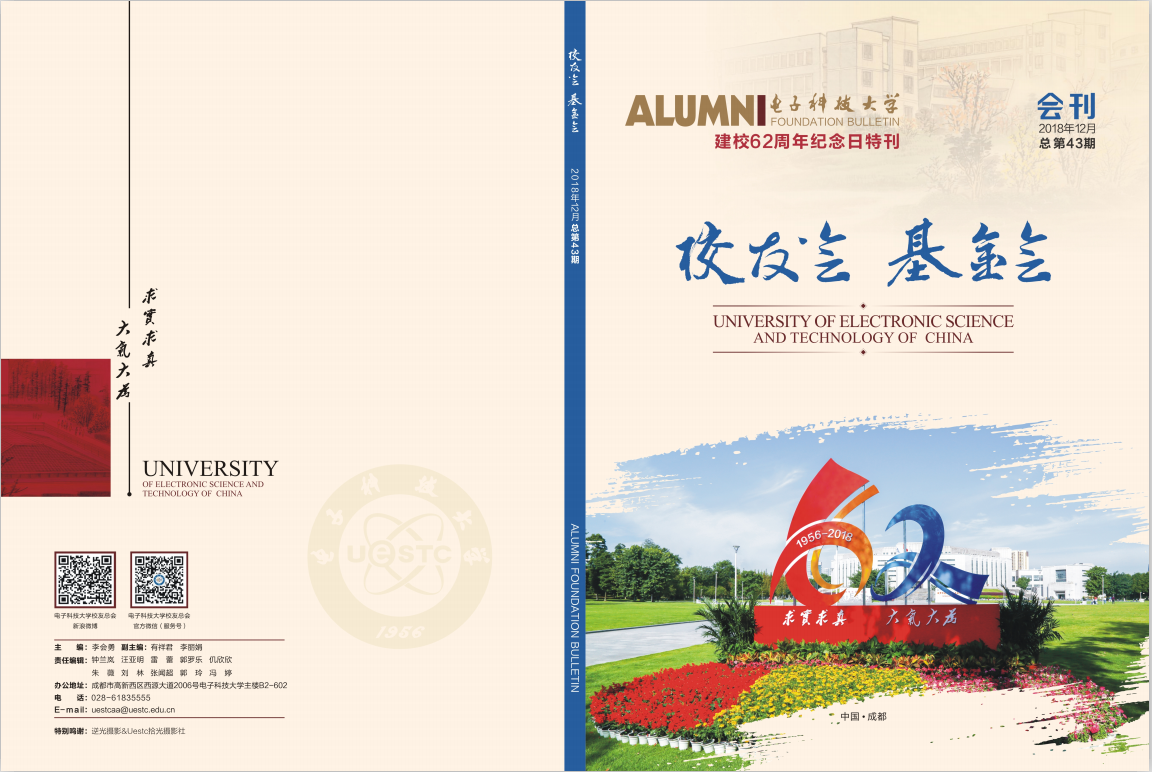 求实求真
大气大为
UNIVERSITY
OF ELECTRONIC SCIENCE AND
TECHNOLOGY OF CHINA
UeSTC
1956
电子科技大学校友总会
新浪微博
电子科技大学校友总会
官方微信（服务号）
主 编：李会勇 副主编：有祥君 李丽娟
责任编辑：钟兰岚 汪亚明 雷蕾 郭罗乐 仉欣欣
朱薇 刘林 张闻超 郭玲 冯婷
办公地址：成都市高新西区西源大道2006号电子科技大学主楼B2-602
电 话：028-61835555
E-mail：uestcaa@uestc.edu.cn
特别鸣谢：逆光摄影&Uestc拾光摄影社
校友会 基金会
2018年12月 总第43期
ALUMNI FOUNDATION BULLETIN
ALUMNI 电子科技大学
FOUNDATION BULLETIN
建校62周年纪念日特刊
会刊
2018年12月
总第43期
校友会 基金会
UNIVERSITY OF ELECTRONIC SCIENCE
AND TECHNOLOGY OF CHINA
1956-2018
62
求实求真 大气大为
中国·成都